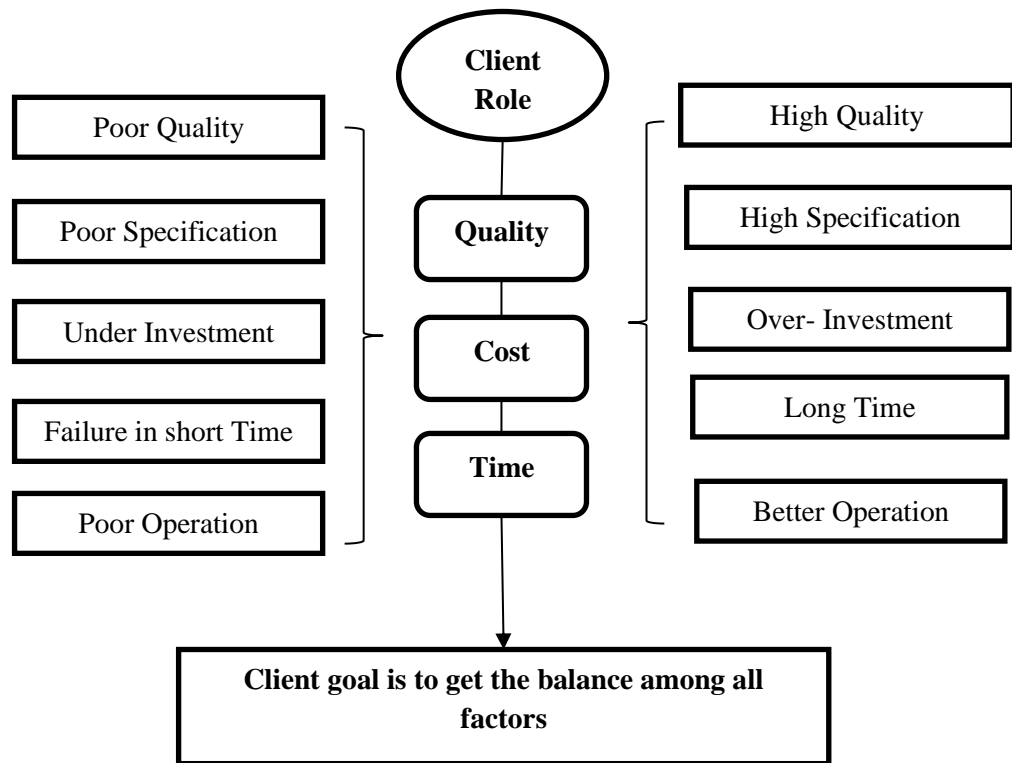 Client
Role
Poor Quality
Poor Specification
Under Investment
Failure in short Time
Poor Operation
Quality
Cost
Time
High Quality
High Specification
Over- Investment
Long Time
Better Operation
Client goal is to get the balance among all
factors